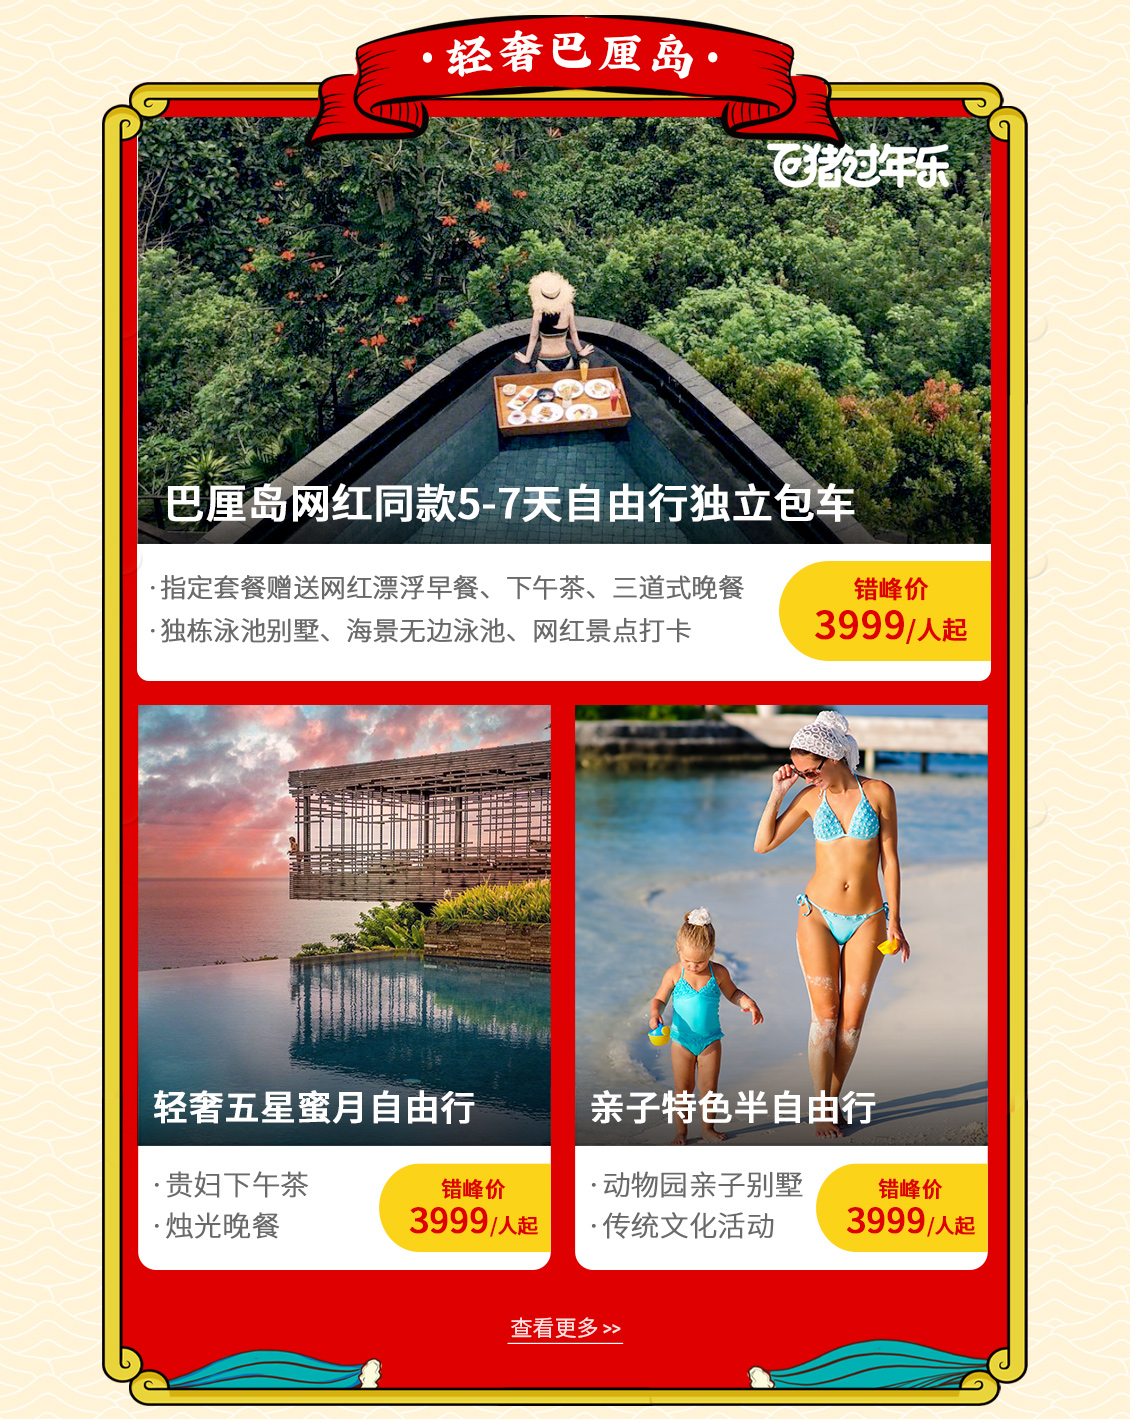 ·轻奢巴厘岛·
百猪过年乐
巴厘岛网红同款5-7天自由行独立包车
·指定套餐赠送网红漂浮早餐、下午茶、三道式晚餐
·独栋泳池别墅、海景无边泳池、网红景点打卡
错峰价
3999/人起
轻奢五星蜜月自由行
·贵妇下午茶
·烛光晚餐
错峰价
3999/人起
亲子特色半自由行
·动物园亲子别墅
·传统文化活动
错峰价
3999/人起
查看更多>>